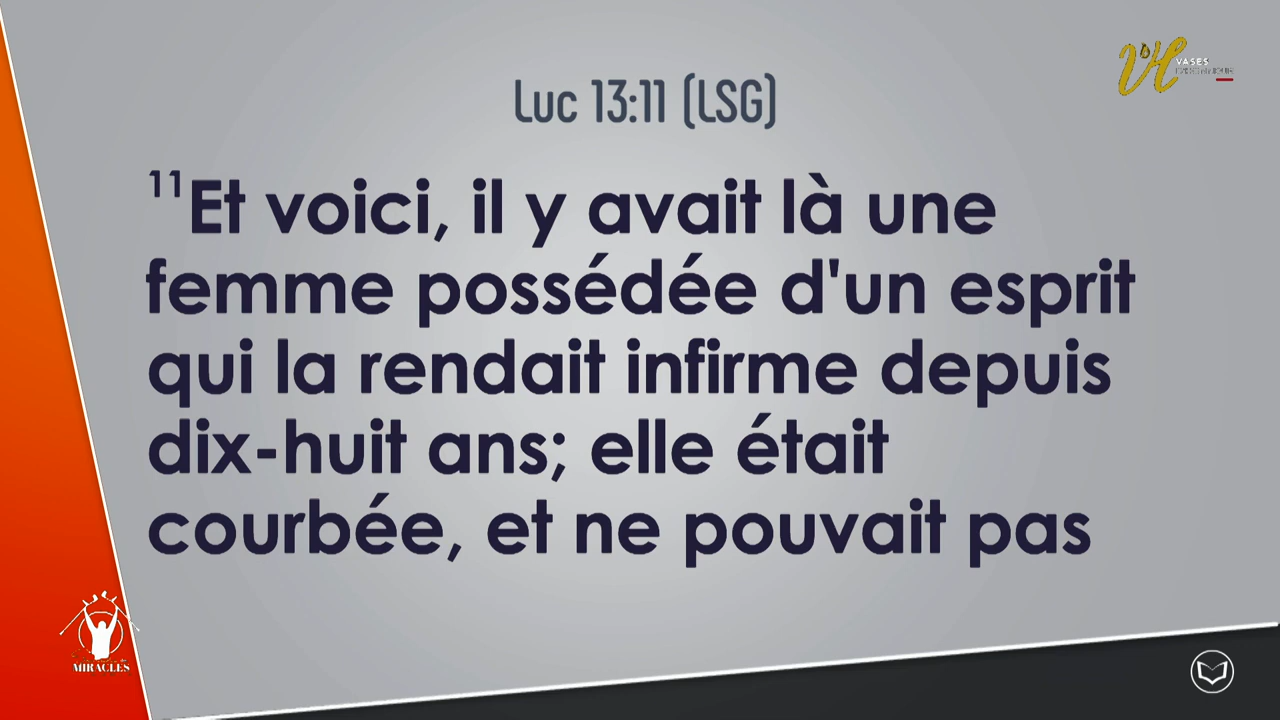 Luc 13:11 (LSG)
VASES
11Et voici, il y avait là une
femme possédée d'un esprit
qui la rendait infirme depuis
dix-huit ans; elle était
courbée, et ne pouvait pas
MIRACLES